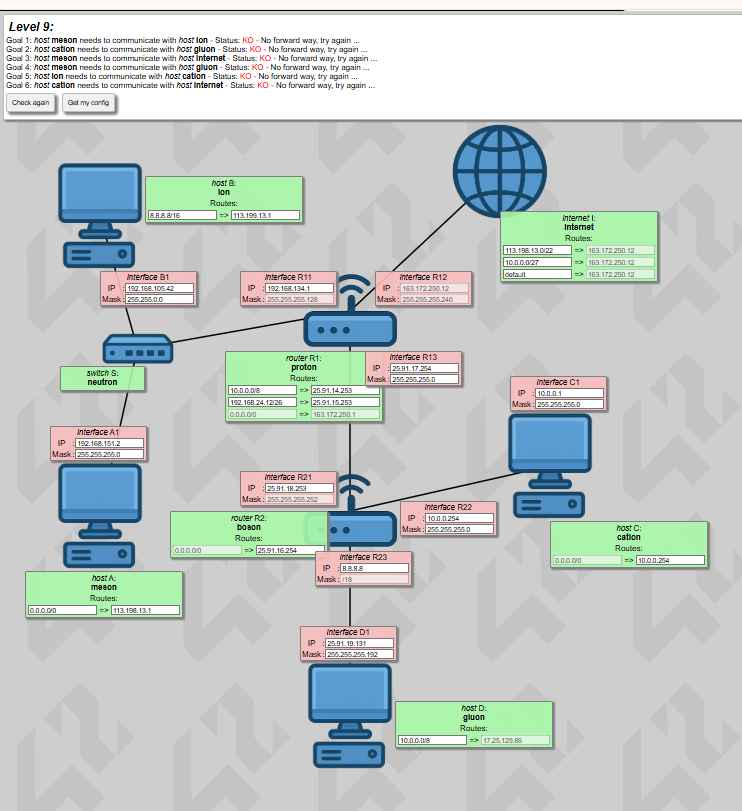 Level 9:
Goal 1: host meson needs to communicate with host ion - Status: KO - No forward way, try again ...
Goal 2: host cation needs to communicate with host gluon - Status: KO - No forward way, try again ...
Goal 3: host meson needs to communicate with host internet - Status: KO - No forward way, try again ...
Goal 4: host meson needs to communicate with host gluon - Status: KO - No forward way, try again ...
Goal 5: host ion needs to communicate with host cation - Status: KO - No forward way, try again ...
Goal 6: host cation needs to communicate with host internet - Status: KO - No forward way, try again ...
Check again Get my config
host B:
ion
Routes:
8.8.8.8/16 => 113.199.13.1
internet I:
internet
Routes:
113.198.13.0/22 => 163.172.250.12
10.0.0.0/27 => 163.172.250.12
default => 163.172.250.12
interface B1
IP : 192.168.105.42
Mask : 255.255.0.0
interface R11
IP : 192.168.134.1
Mask : 255.255.255.128
interface R12
IP : 163.172.250.12
Mask : 255.255.255.240
switch S:
neutron
router R1:
proton
Routes:
10.0.0.0/8 => 25.91.14.253
192.168.24.12/26 => 25.91.15.253
0.0.0.0/0 => 163.172.250.1
interface R13
IP : 25.91.17.254
Mask : 255.255.255.0
interface C1
IP : 10.0.0.1
Mask : 255.255.255.0
interface A1
IP : 192.168.151.2
Mask : 255.255.255.0
interface R21
IP : 25.91.18.253
Mask : 255.255.255.252
interface R22
IP : 10.0.0.254
Mask : 255.255.255.0
router R2:
boson
Routes:
0.0.0.0/0 => 25.91.16.254
host C:
cation
Routes:
0.0.0.0/0 => 10.0.0.254
interface R23
IP : 8.8.8.8
Mask : /18
host A:
meson
Routes:
0.0.0.0/0 => 113.198.13.1
interface D1
IP : 25.91.19.131
Mask : 255.255.255.192
host D:
gluon
Routes:
10.0.0.0/8 => 17.25.129.86